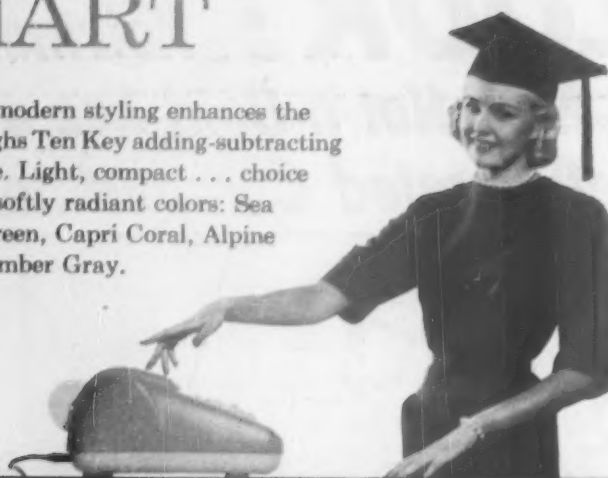 MART
modern styling enhances the
ghs Ten Key adding-subtracting
e. Light, compact . . . choice
softly radiant colors: Sea
reen, Capri Coral, Alpine
mber Gray.